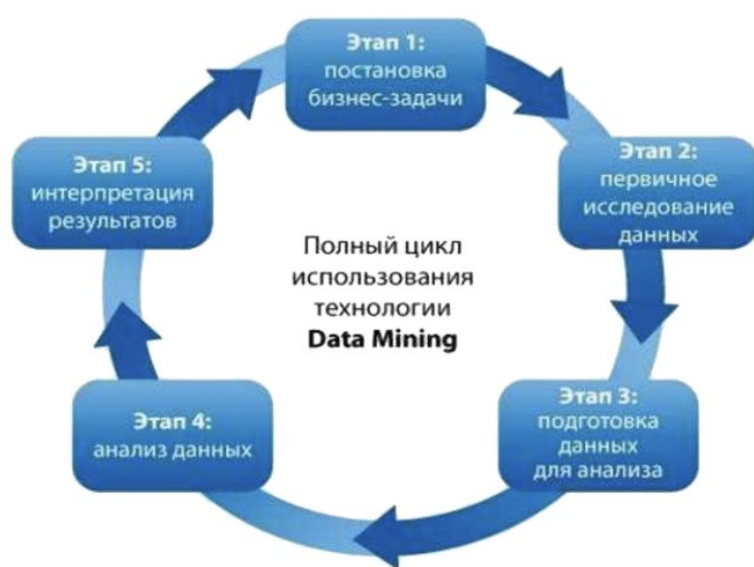 Этап 1:
постановка
бизнес-задачи
Этап 2:
первичное
исследование
данных
Этап 3:
подготовка
данных
для анализа
Этап 4:
анализ данных
Этап 5:
интерпретация
результатов
Полный цикл
использования
технологии
Data Mining